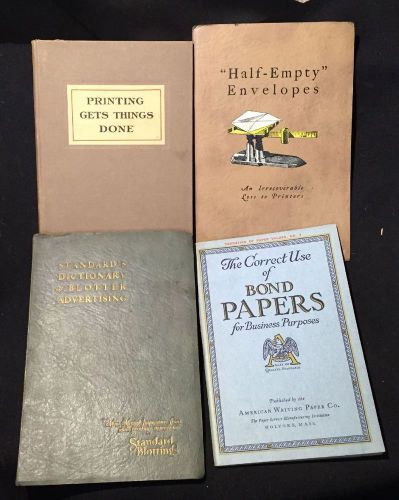 PRINTING
GETS THINGS
DONE
"Half-Empty"
Envelopes
An Irrecoverable
Loss to Printers
STANDARD'S
DICTIONARY
of BLOTTER
ADVERTISING
Standard
Blotting
The Correct Use
of
BOND
PAPERS
for Business Purposes
Published by the
AMERICAN WRITING PAPER CO.
HOLYOKE, MASS.